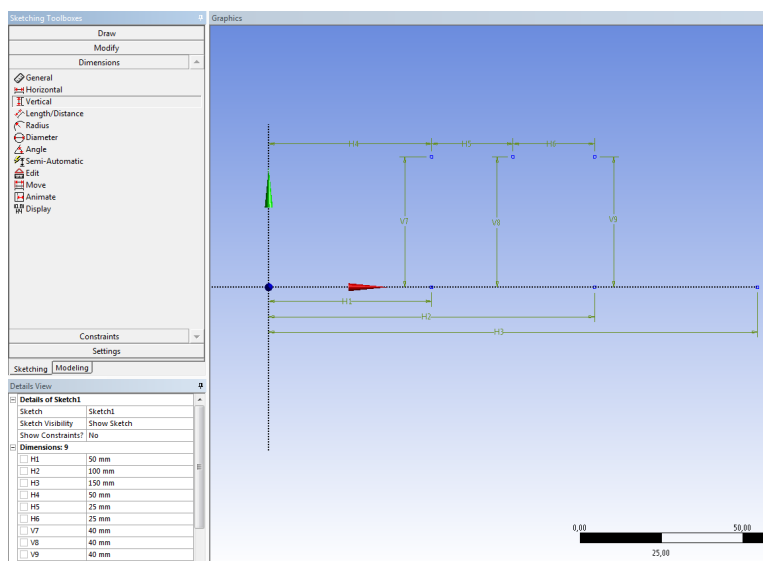 Sketching Toolboxes
Draw
Modify
Dimensions
General
Horizontal
Vertical
Length/Distance
Radius
Diameter
Angle
Semi-Automatic
Edit
Move
Animate
Display
Constraints
Settings
Sketching Modeling
Details View
Details of Sketch1
Sketch Sketch1
Sketch Visibility Show Sketch
Show Constraints? No
Dimensions: 9
H1 50 mm
H2 100 mm
H3 150 mm
H4 50 mm
H5 25 mm
H6 25 mm
V7 40 mm
V8 40 mm
V9 40 mm
Graphics
H4 H5 H6
V7 V8 V9
H1
H2
H3
0,00 50,00
25,00